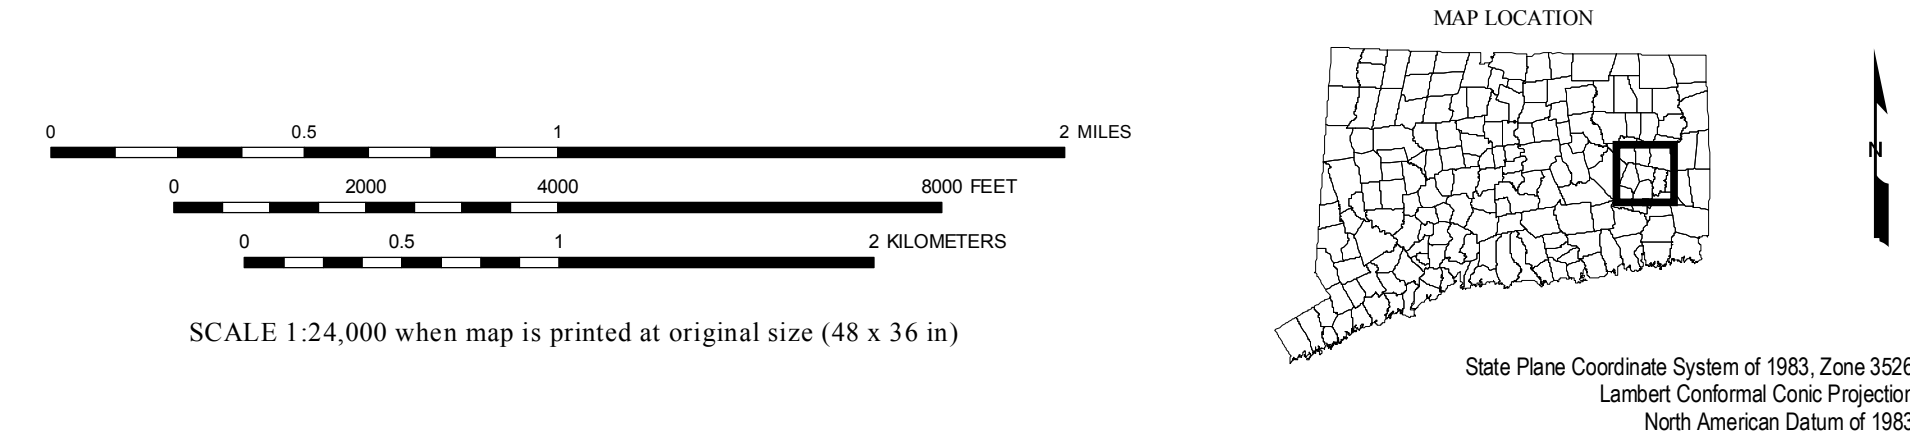 MAP LOCATION
0 0.5 1 2 MILES
0 2000 4000 8000 FEET
0 0.5 1 2 KILOMETERS
SCALE 1:24,000 when map is printed at original size (48 x 36 in)
N
State Plane Coordinate System of 1983, Zone 3526
Lambert Conformal Conic Projection
North American Datum of 1983